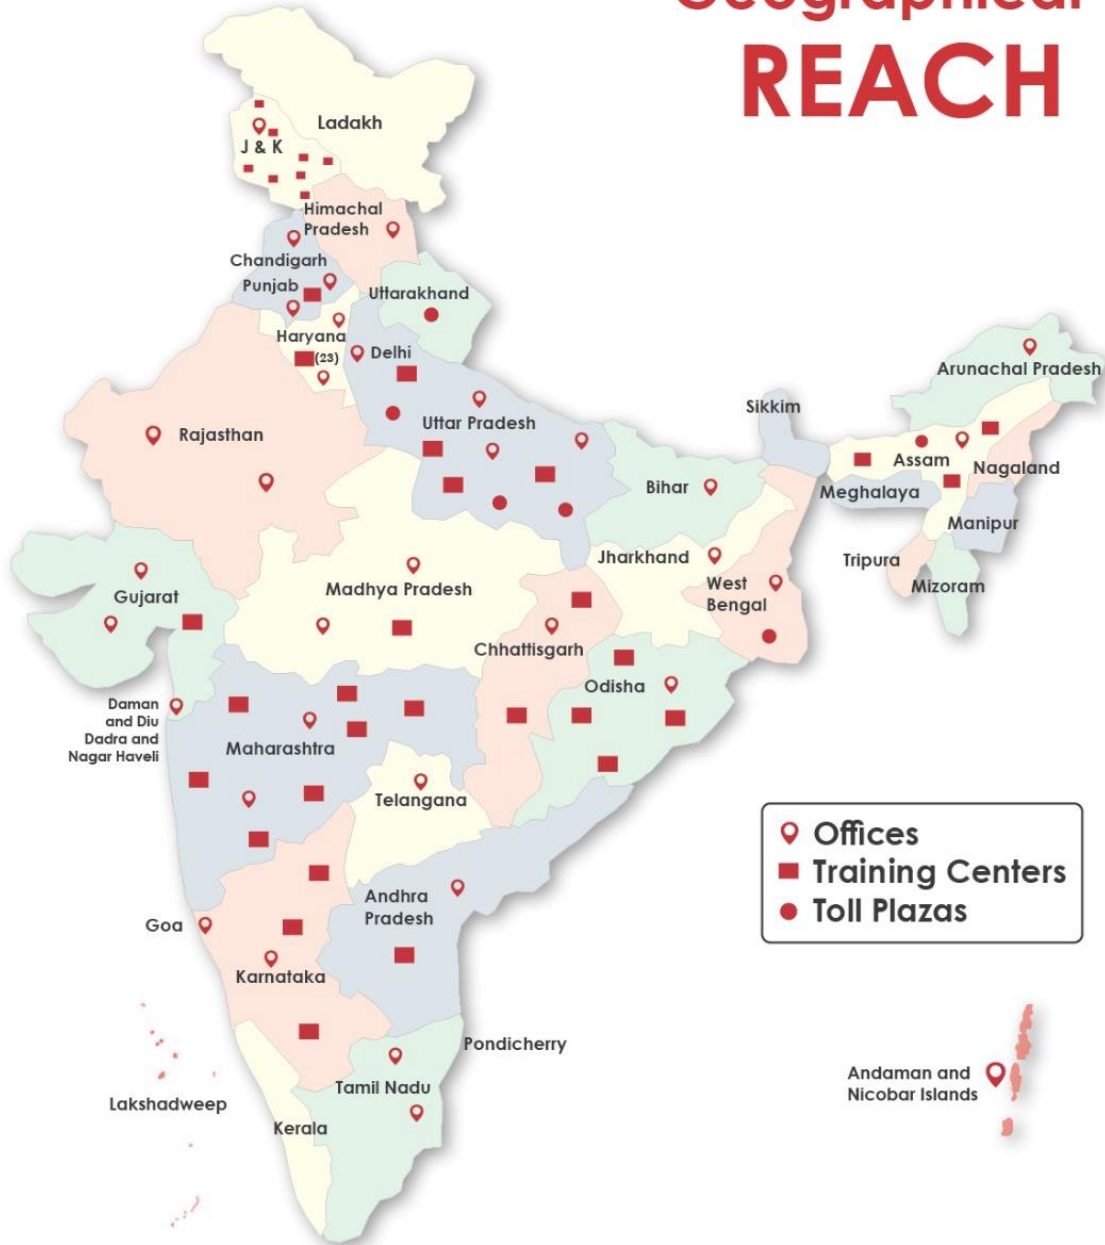 Geographical
REACH
Ladakh
J & K
Himachal
Pradesh
Chandigarh
Punjab
Uttarakhand
Haryana
(23)
Delhi
Arunachal Pradesh
Sikkim
Uttar Pradesh
Rajasthan
Assam
Nagaland
Bihar
Meghalaya
Manipur
Jharkhand
Tripura
Mizoram
West
Bengal
Madhya Pradesh
Gujarat
Chhattisgarh
Odisha
Daman
and Diu
Dadra and
Nagar Haveli
Maharashtra
Telangana
Offices
Training Centers
Toll Plazas
Andhra
Pradesh
Goa
Karnataka
Pondicherry
Andaman and
Nicobar Islands
Tamil Nadu
Lakshadweep
Kerala